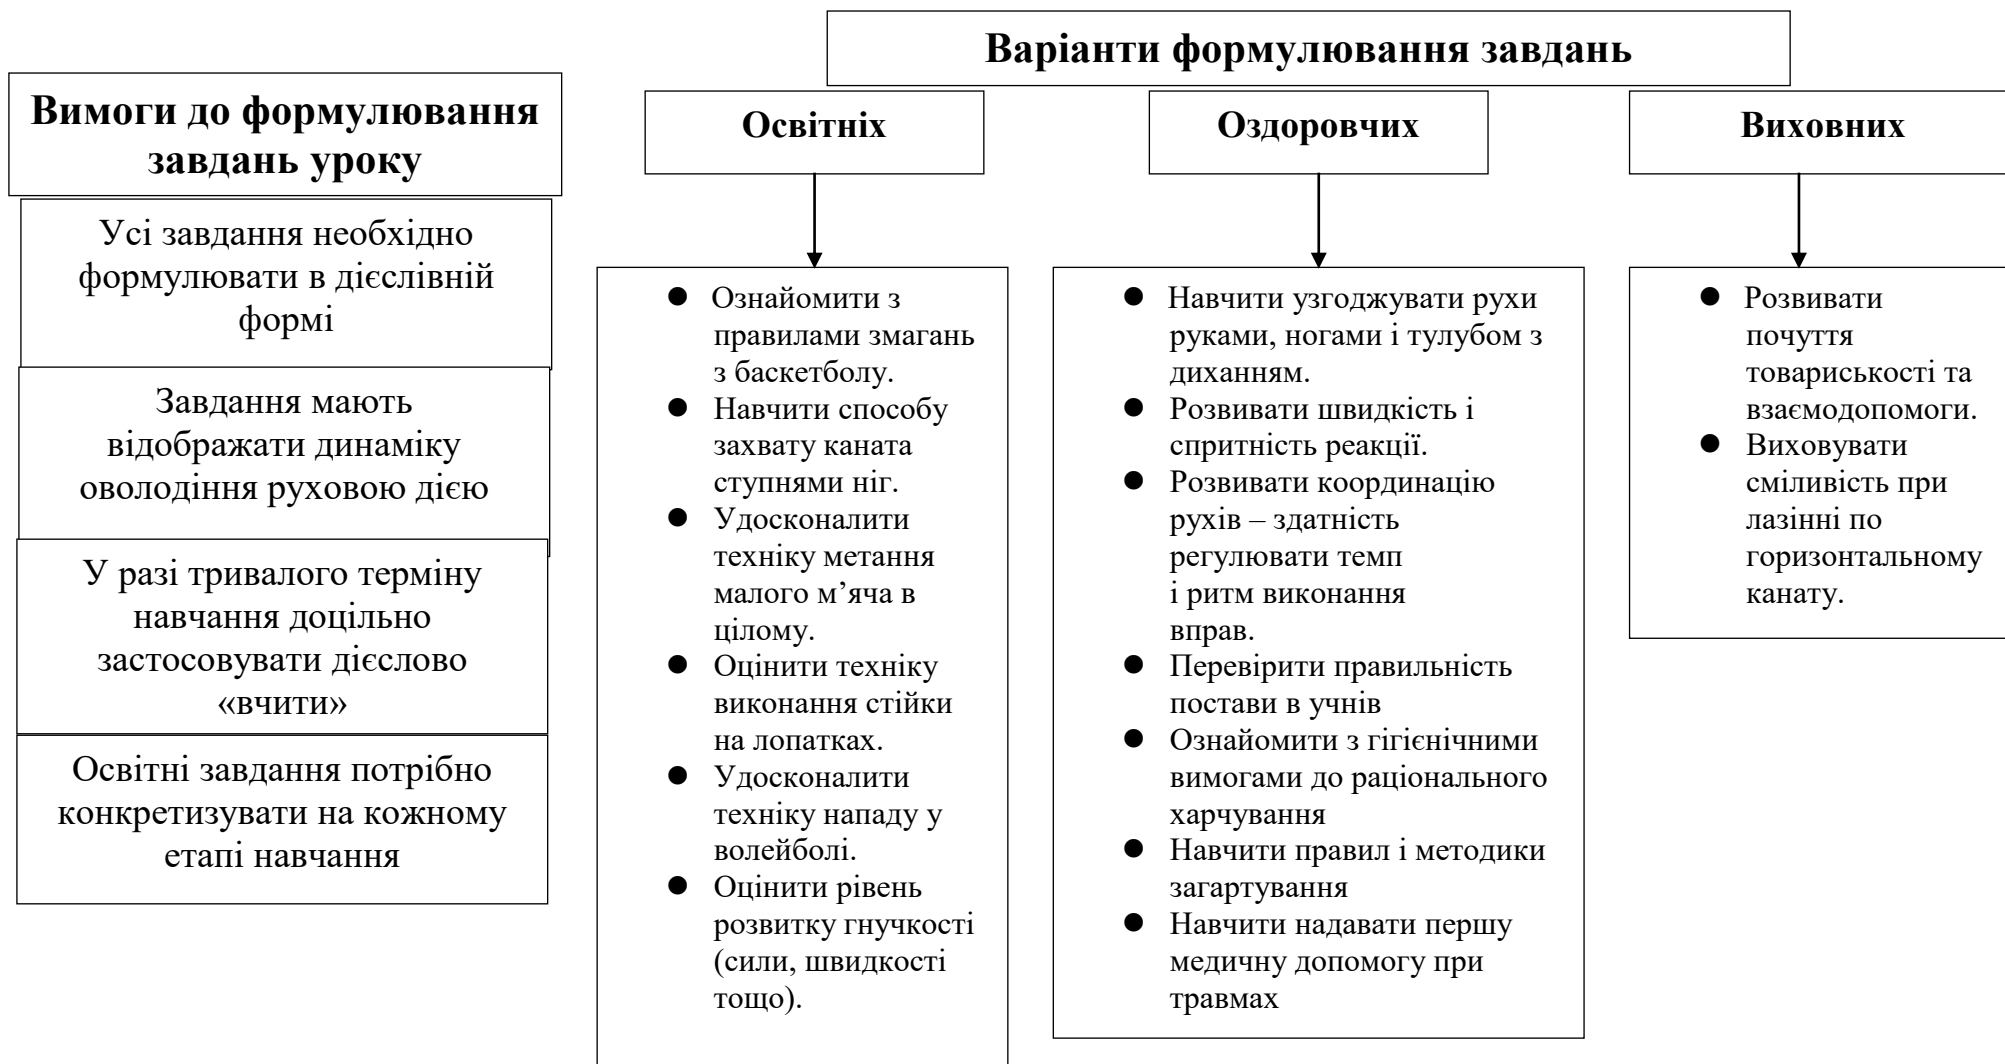 Варіанти формулювання завдань
Вимоги до формулювання
завдань уроку
Усі завдання необхідно
формулювати в дієслівній
формі
Завдання мають
відображати динаміку
оволодіння руховою дією
У разі тривалого терміну
навчання доцільно
застосовувати дієслово
«вчити»
Освітні завдання потрібно
конкретизувати на кожному
етапі навчання
Освітніх
● Ознайомити з
правилами змагань
з баскетболу.
● Навчити способу
захвату каната
ступнями ніг.
● Удосконалити
техніку метання
малого м’яча в
цілому.
● Оцінити техніку
виконання стійки
на лопатках.
● Удосконалити
техніку нападу у
волейболі.
● Оцінити рівень
розвитку гнучкості
(сили, швидкості
тощо).
Оздоровчих
● Навчити узгоджувати рухи
руками, ногами і тулубом з
диханням.
● Розвивати швидкість і
спритність реакції.
● Розвивати координацію
рухів – здатність
регулювати темп
і ритм виконання
вправ.
● Перевірити правильність
постави в учнів
● Ознайомити з гігієнічними
вимогами до раціонального
харчування
● Навчити правил і методики
загартування
● Навчити надавати першу
медичну допомогу при
травмах
Виховних
● Розвивати
почуття
товариськості та
взаємодопомоги.
● Виховувати
сміливість при
лазінні по
горизонтальному
канату.